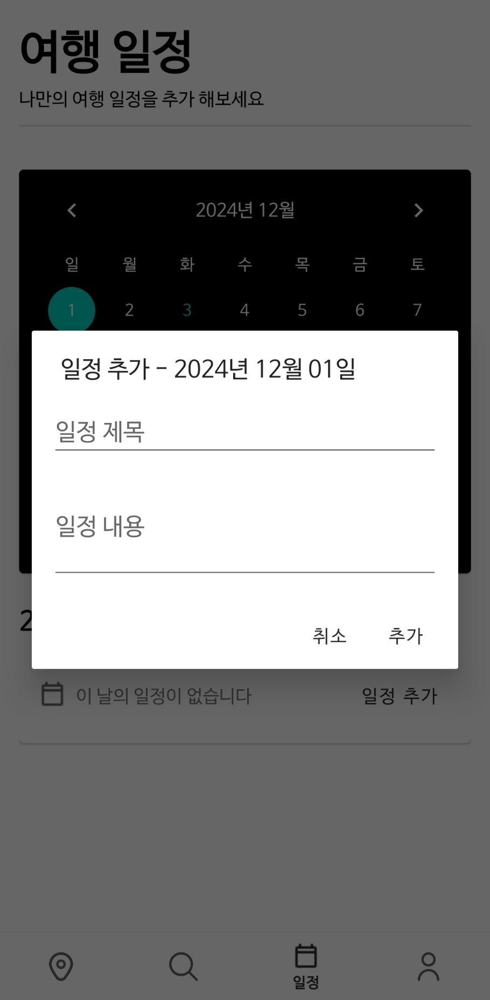 여행 일정
나만의 여행 일정을 추가 해보세요
2024년 12월
일 월 화 수 목 금 토
1 2 3 4 5 6 7
일정 추가 - 2024년 12월 01일
일정 제목
일정 내용
2
취소 추가
이 날의 일정이 없습니다 일정 추가
일정